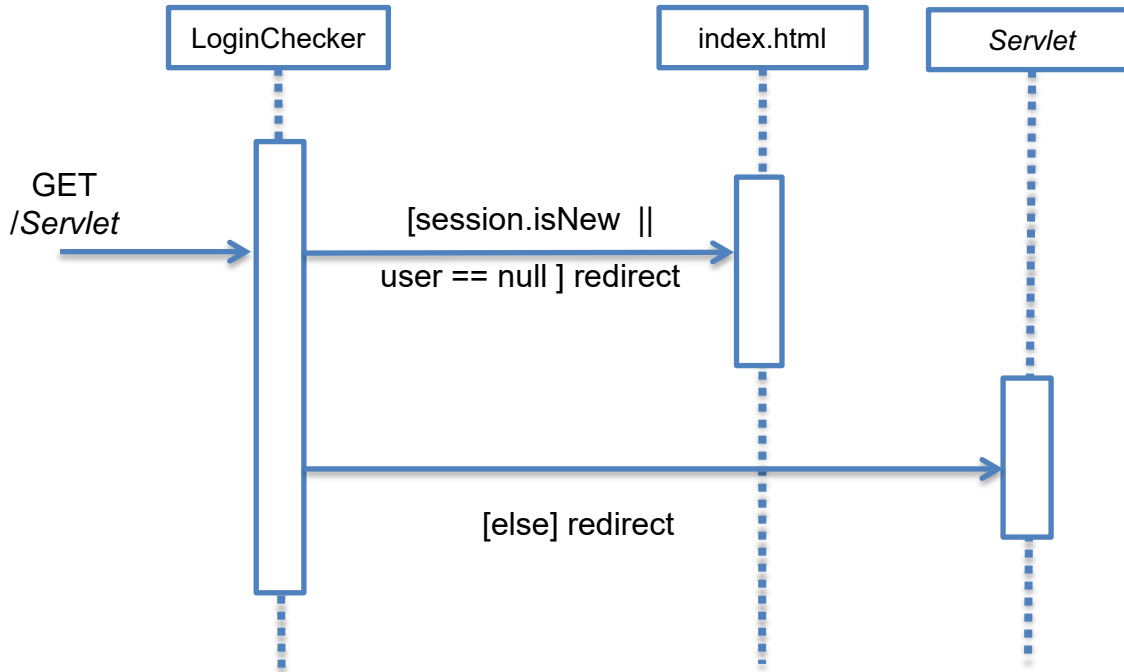 LoginChecker
index.html
Servlet
GET
/Servlet
[session.isNew ||
user == null ] redirect
[else] redirect